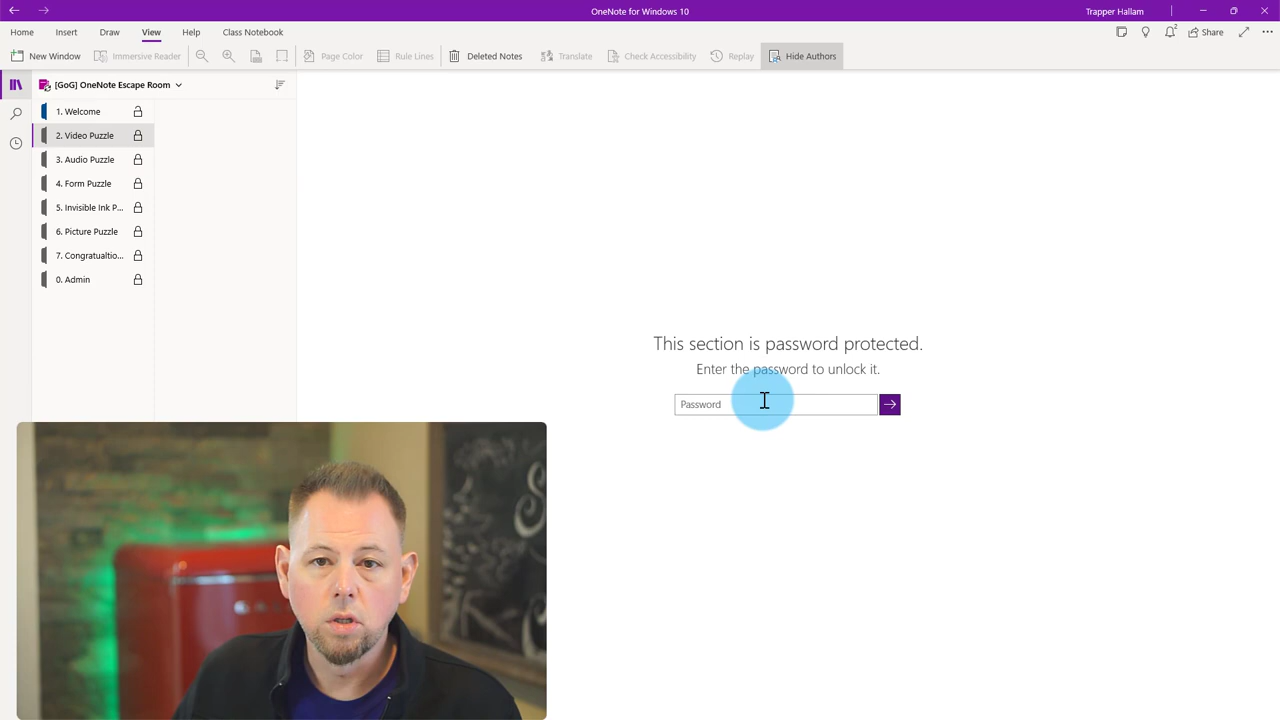 OneNote for Windows 10
Trapper Hallam
Home Insert Draw View Help Class Notebook
Share
New Window Immersive Reader Page Color Rule Lines Deleted Notes Translate Check Accessibility Replay Hide Authors
[GoG] OneNote Escape Room
1. Welcome
2. Video Puzzle
3. Audio Puzzle
4. Form Puzzle
5. Invisible Ink P...
6. Picture Puzzle
7. Congratualtio...
0. Admin
This section is password protected.
Enter the password to unlock it.
Password